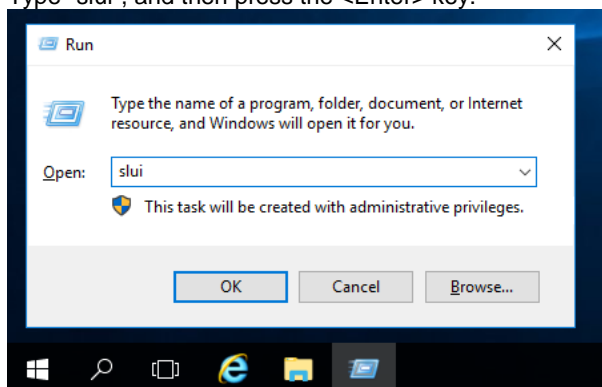 Type "slui", and then press the <Enter> key.
Run
Type the name of a program, folder, document, or Internet
resource, and Windows will open it for you.
Open:
slui
This task will be created with administrative privileges.
OK
Cancel
Browse...